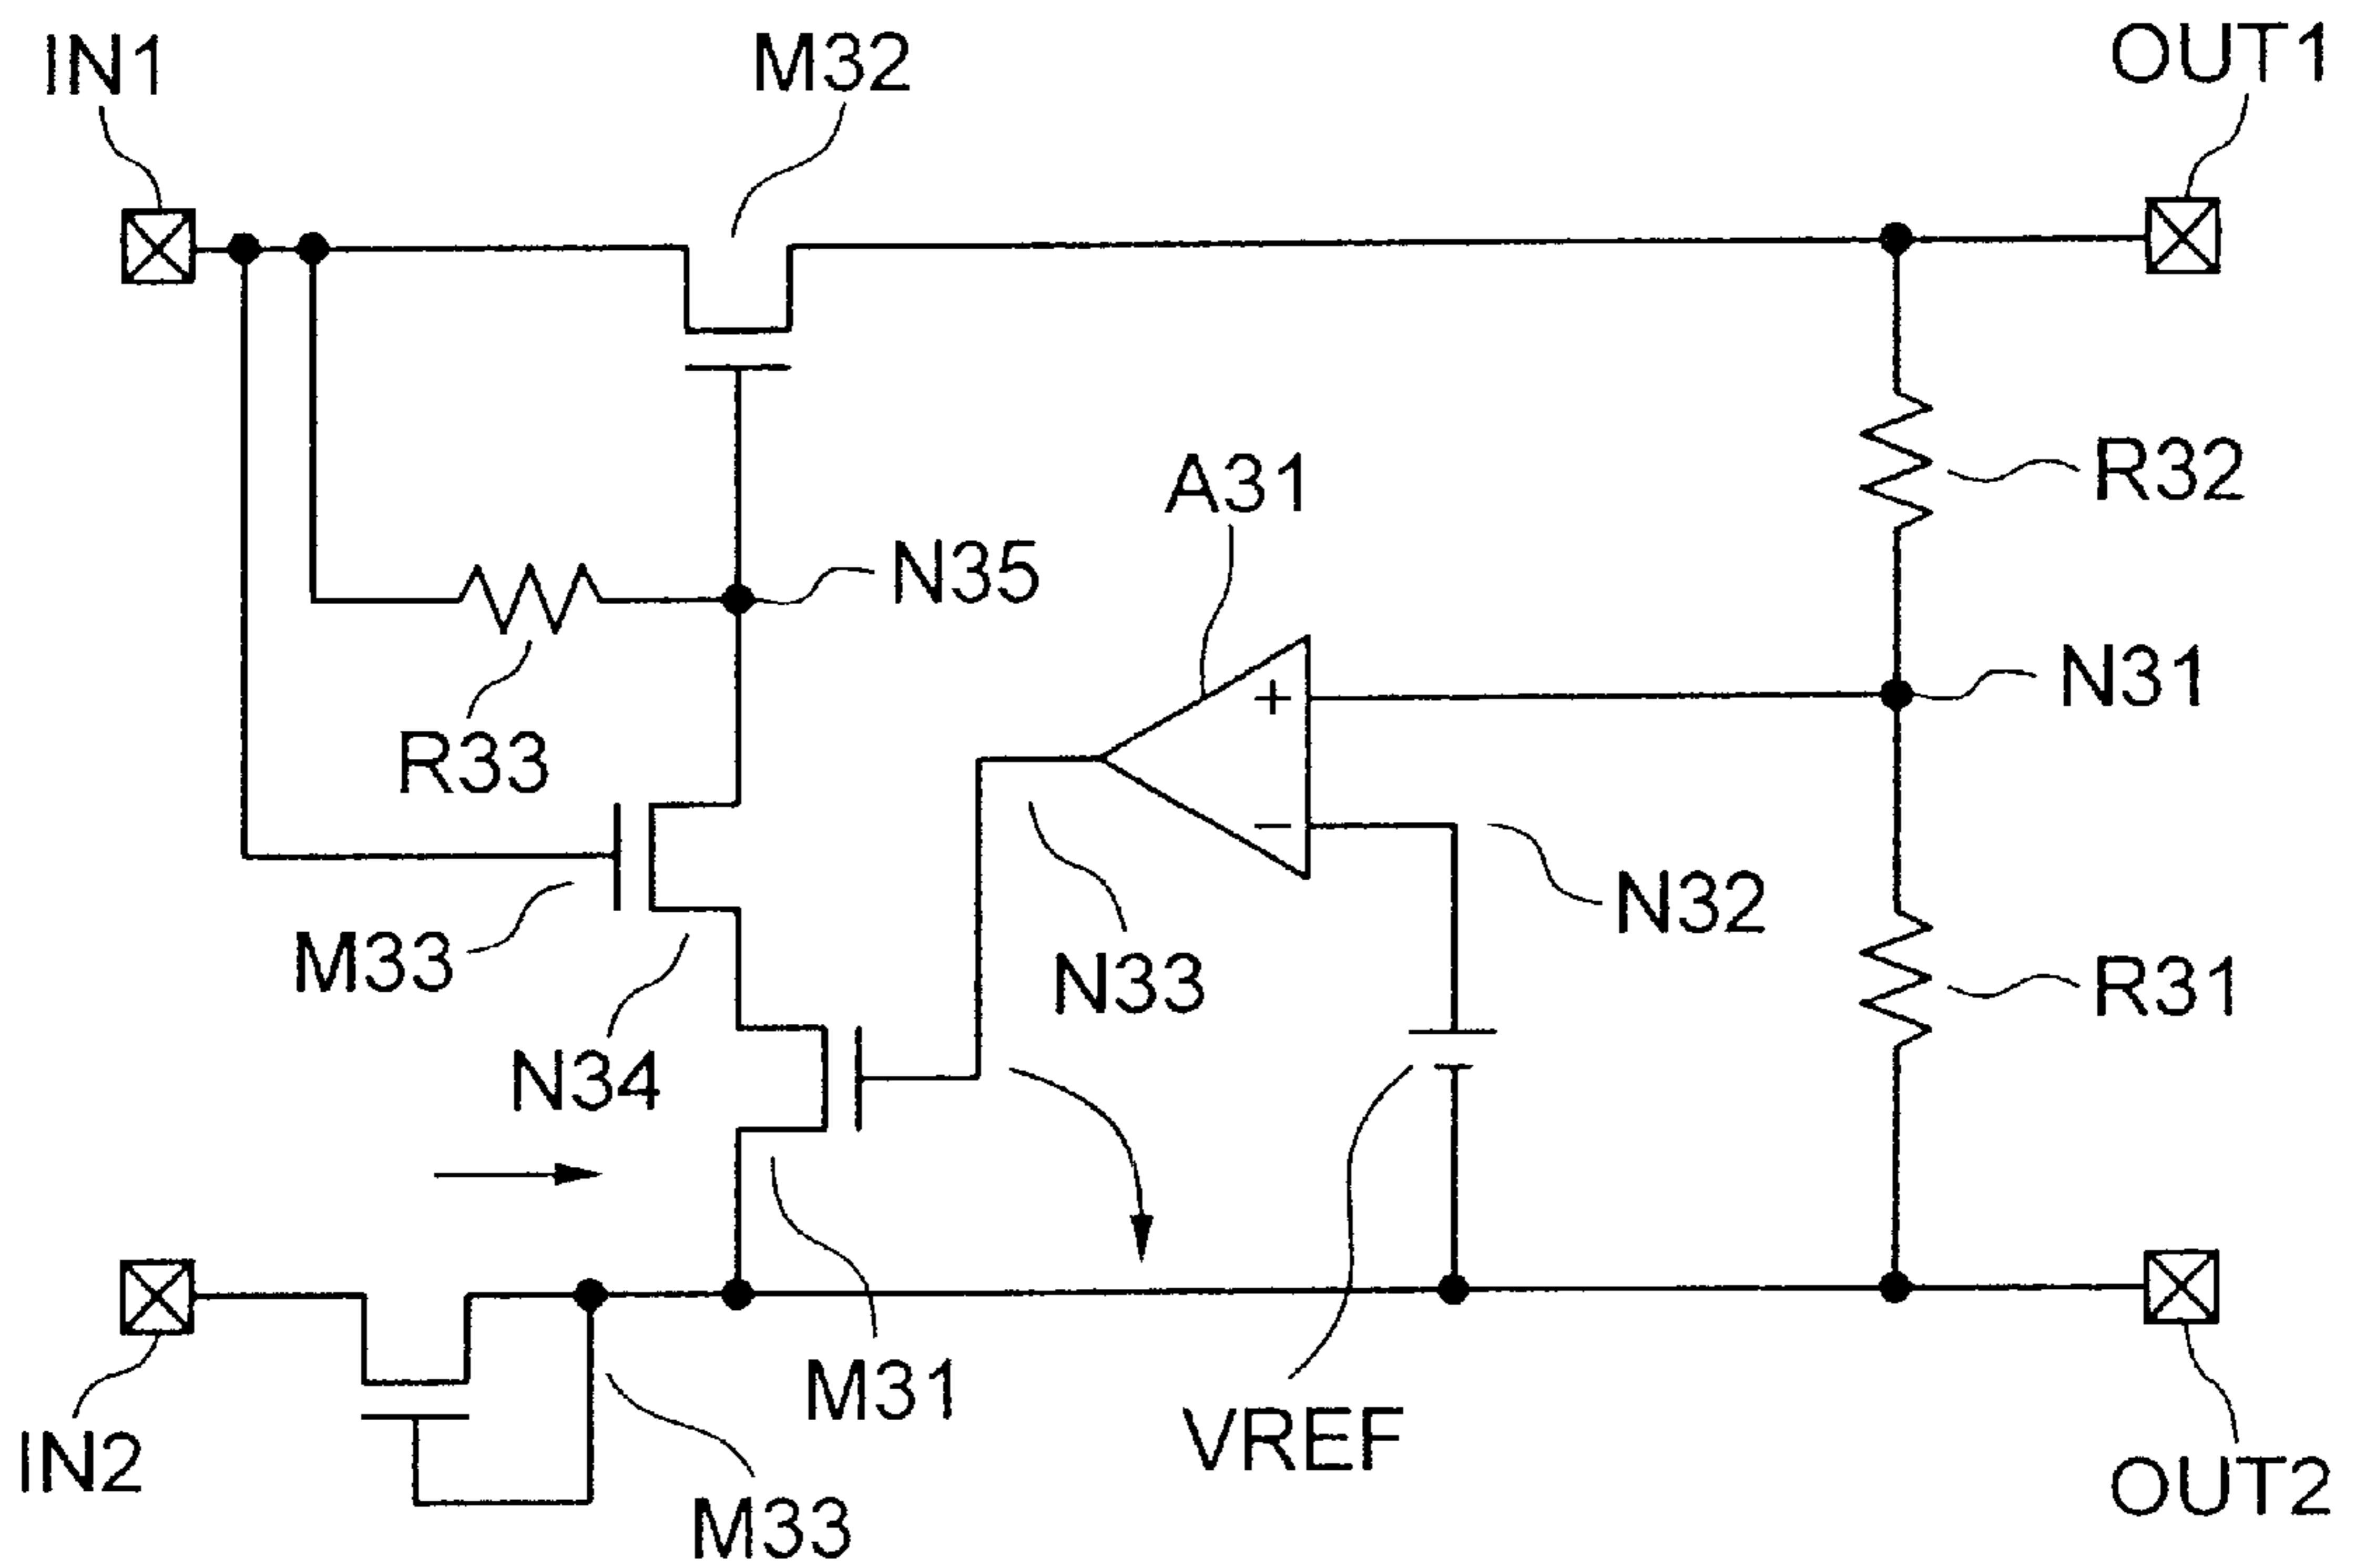 IN1
M32
OUT1
A31
R32
N35
N31
R33
+
−
N32
M33
N33
R31
N34
M31
VREF
IN2
M33
OUT2